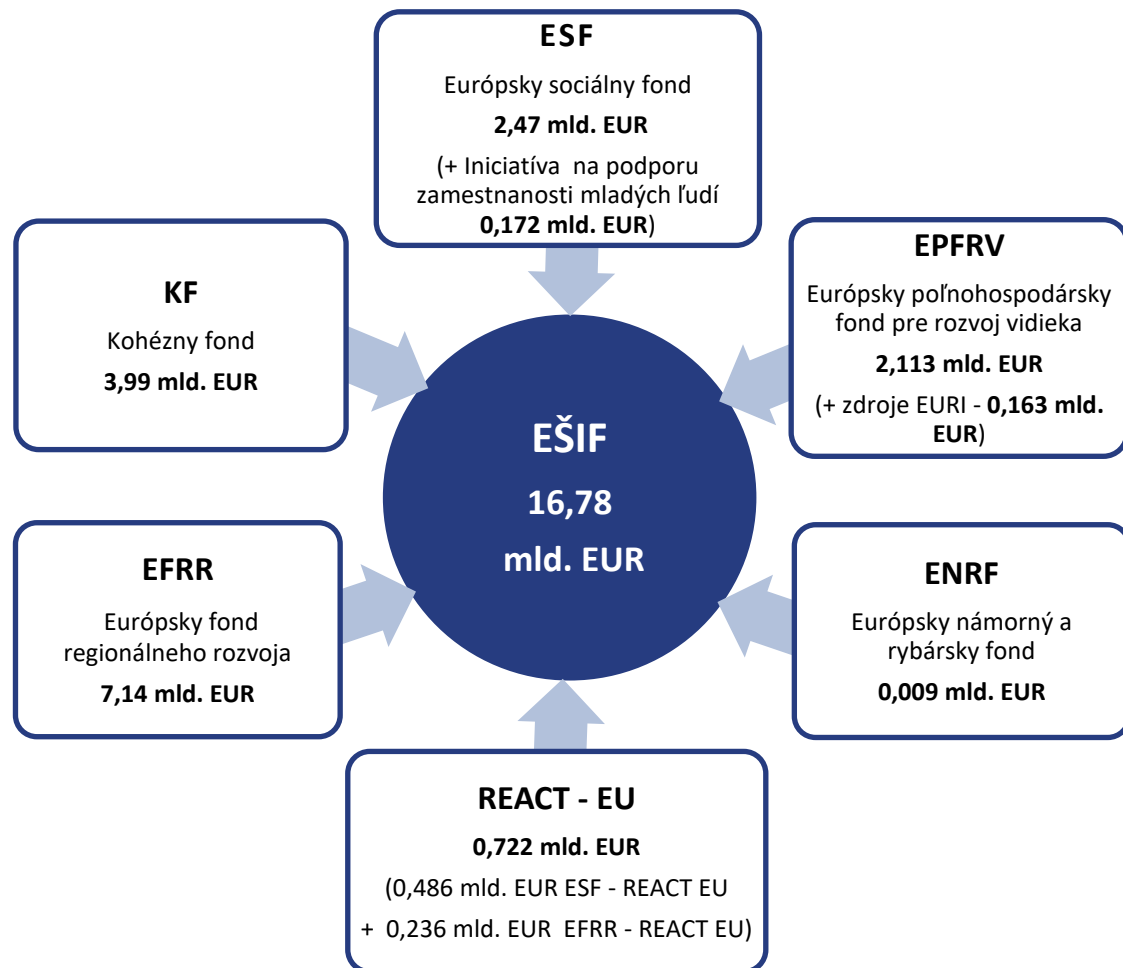 ESF
Európsky sociálny fond
2,47 mld. EUR
(+ Iniciatíva na podporu
zamestnanosti mladých ľudí
0,172 mld. EUR)
KF
Kohézny fond
3,99 mld. EUR
EPFRV
Európsky poľnohospodársky
fond pre rozvoj vidieka
2,113 mld. EUR
(+ zdroje EURI - 0,163 mld.
EUR)
EŠIF
16,78
mld. EUR
EFRR
Európsky fond
regionálneho rozvoja
7,14 mld. EUR
ENRF
Európsky námorný a
rybársky fond
0,009 mld. EUR
REACT - EU
0,722 mld. EUR
(0,486 mld. EUR ESF - REACT EU
+ 0,236 mld. EUR EFRR - REACT EU)